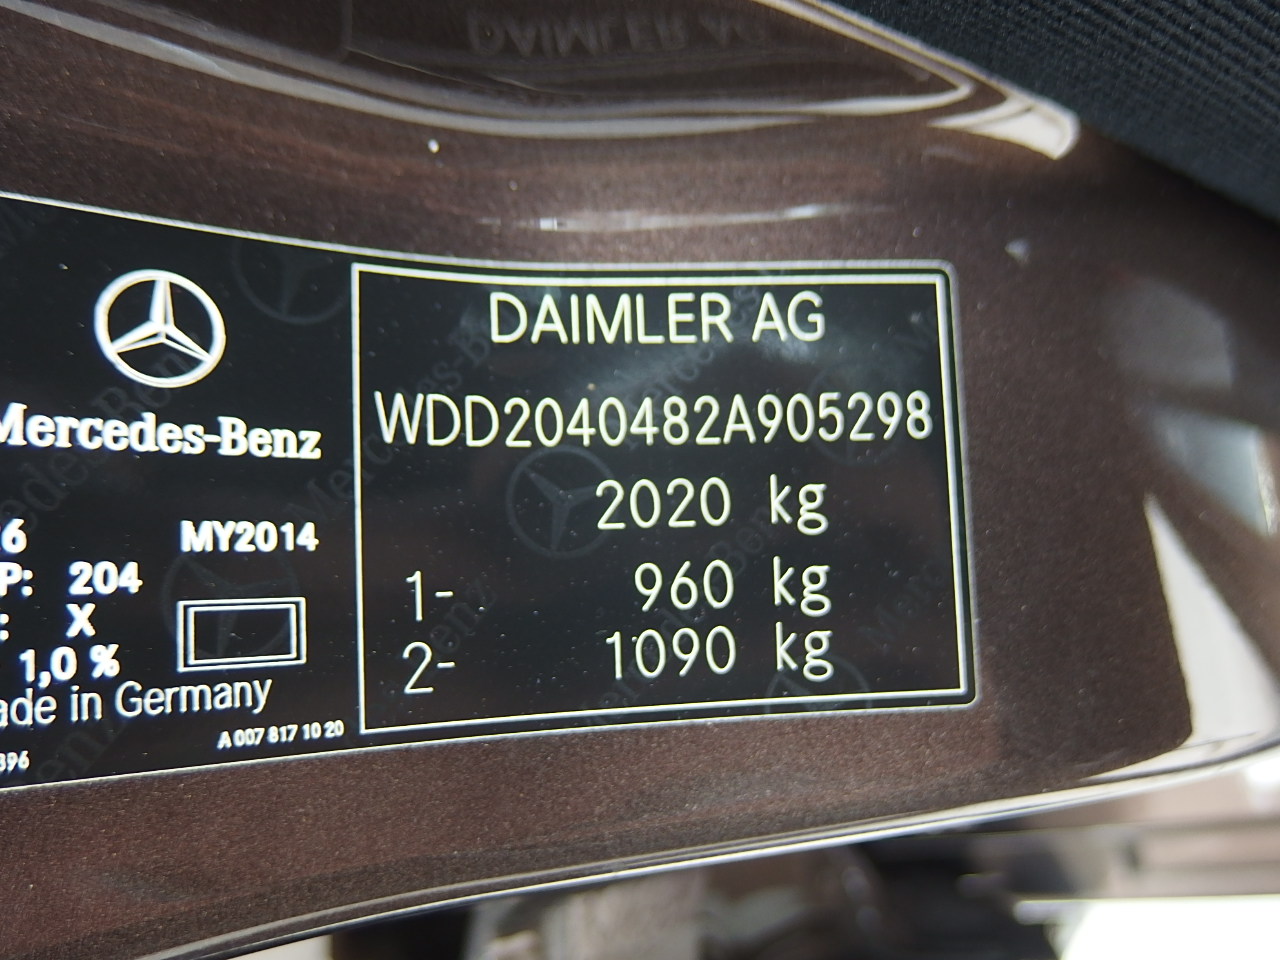 DAIMLER AG
WDD2040482A905298
2020 kg
1- 960 kg
2- 1090 kg
Mercedes-Benz
MY2014
P: 204
: X
1,0 %
ade in Germany
A 007 817 10 20
396